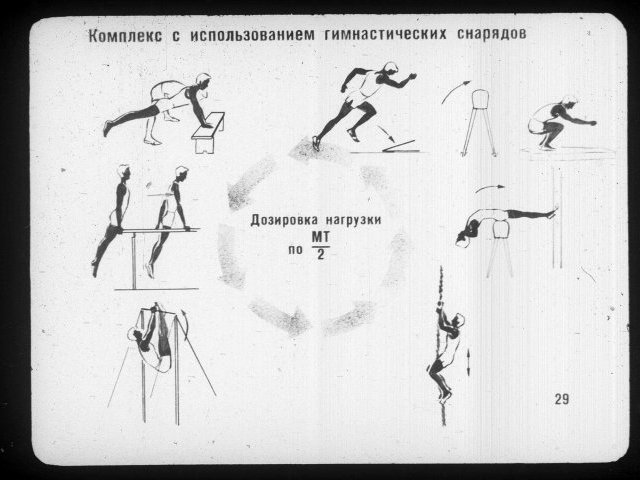 Комплекс с использованием гимнастических снарядов
Дозировка нагрузки
по МТ/2
29